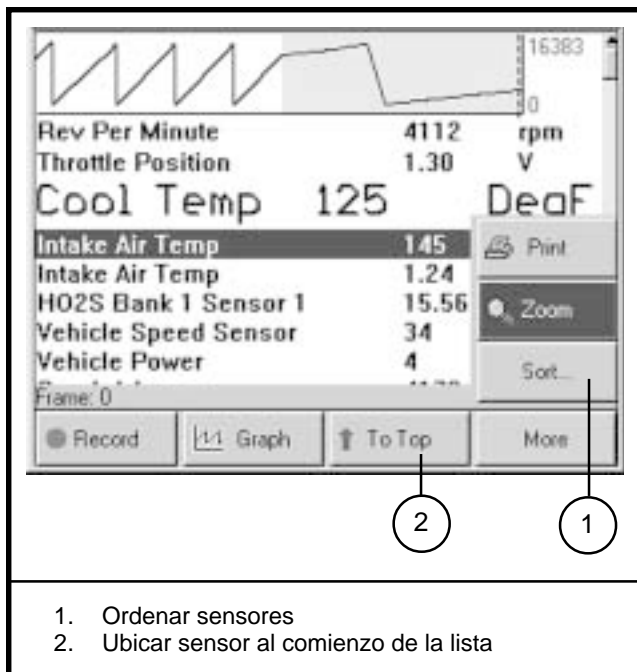 16383
0
Rev Per Minute 4112 rpm
Throttle Position 1.30 V
Cool Temp 125 DeaF
Intake Air Temp 145
Intake Air Temp 1.24
HO2S Bank 1 Sensor 1 15.56
Vehicle Speed Sensor 34
Vehicle Power 4
Frame: 0
Print
Zoom
Sort...
Record Graph To Top More
2 1
1. Ordenar sensores
2. Ubicar sensor al comienzo de la lista